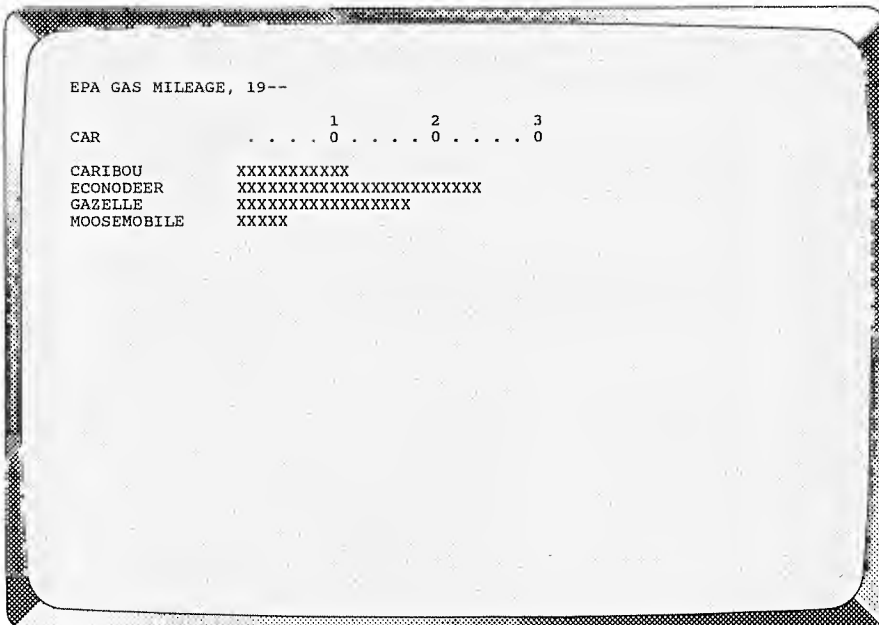 EPA GAS MILEAGE, 19--
1 2 3
CAR . . . . 0 . . . . 0 . . . . 0
CARIBOU XXXXXXXXXXX
ECONODEER XXXXXXXXXXXXXXXXXXXXXXXX
GAZELLE XXXXXXXXXXXXXXXXX
MOOSEMOBILE XXXXX